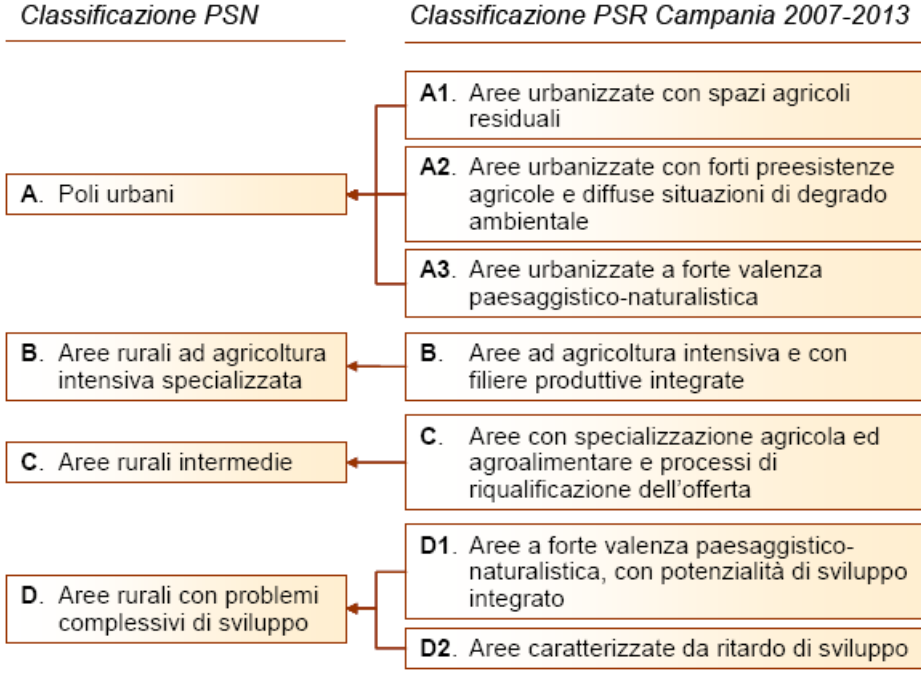 Classificazione PSN
Classificazione PSR Campania 2007-2013
A1. Aree urbanizzate con spazi agricoli
residuali
A. Poli urbani
A2. Aree urbanizzate con forti preesistenze
agricole e diffuse situazioni di degrado
ambientale
A3. Aree urbanizzate a forte valenza
paesaggistico-naturalistica
B. Aree rurali ad agricoltura
intensiva specializzata
B. Aree ad agricoltura intensiva e con
filiere produttive integrate
C. Aree rurali intermedie
C. Aree con specializzazione agricola ed
agroalimentare e processi di
riqualificazione dell'offerta
D. Aree rurali con problemi
complessivi di sviluppo
D1. Aree a forte valenza paesaggistico-
naturalistica, con potenzialità di sviluppo
integrato
D2. Aree caratterizzate da ritardo di sviluppo